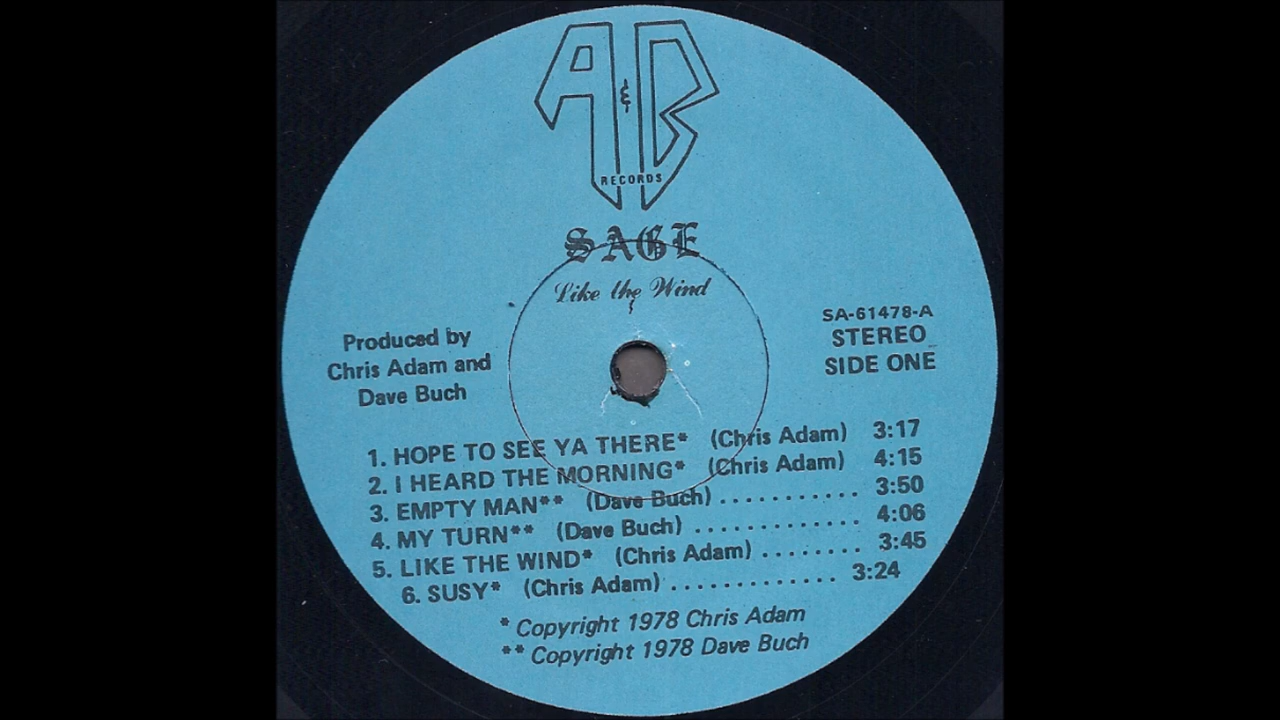 A & B
RECORDS
SAGE
Like the Wind
Produced by
Chris Adam and
Dave Buch
SA-61478-A
STEREO
SIDE ONE
1. HOPE TO SEE YA THERE* (Chris Adam) 3:17
2. I HEARD THE MORNING* (Chris Adam) 4:15
3. EMPTY MAN** (Dave Buch) ........... 3:50
4. MY TURN** (Dave Buch) ............. 4:06
5. LIKE THE WIND* (Chris Adam) ........ 3:45
6. SUSY* (Chris Adam) ............. 3:24
* Copyright 1978 Chris Adam
** Copyright 1978 Dave Buch